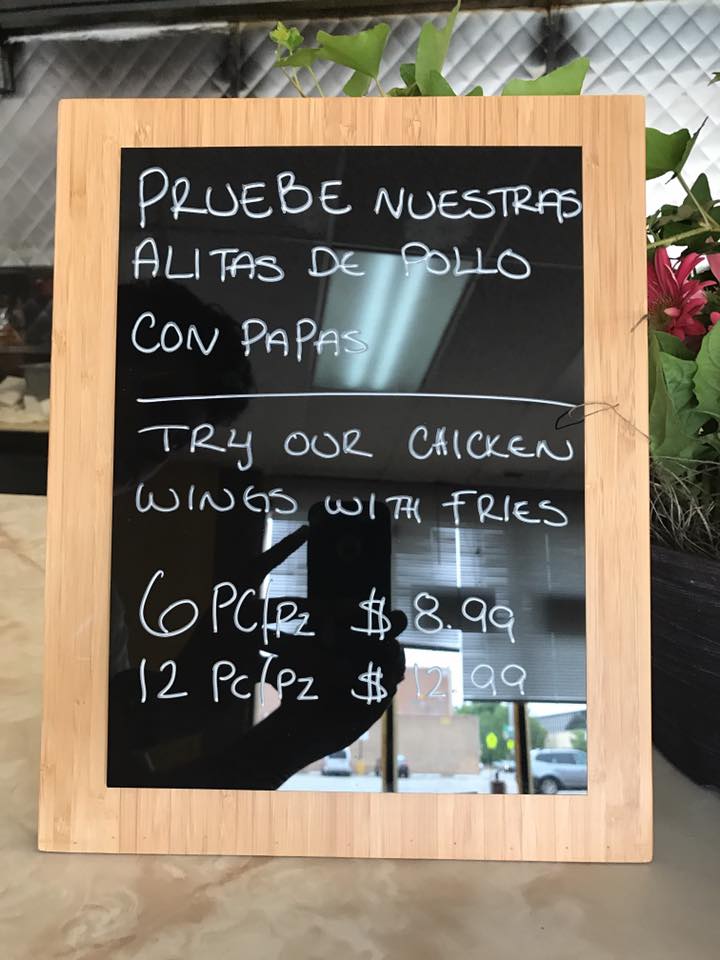 PRUEBE NUESTRAS
ALITAS DE POLLO
CON PAPAS
TRY OUR CHICKEN
WINGS WITH FRIES
6 PC/PZ $ 8.99
12 PC/PZ $ 12.99